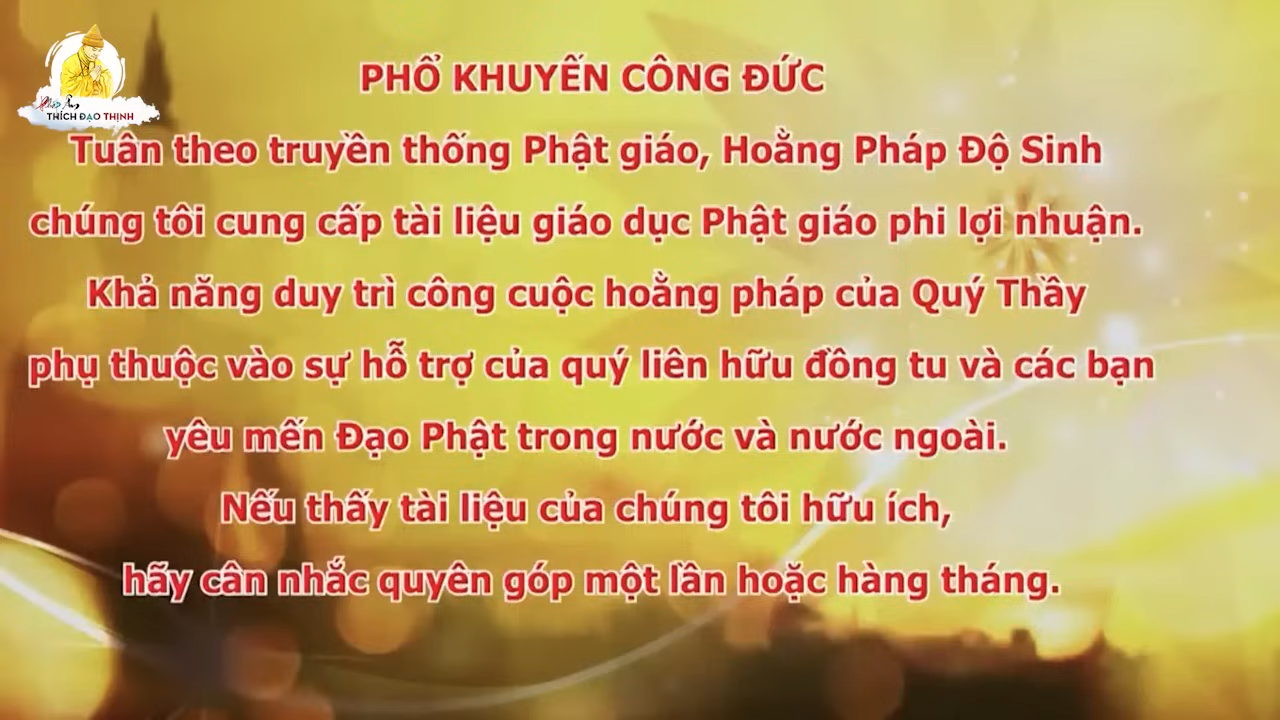 Pháp Âm
THÍCH ĐẠO THỊNH
PHỔ KHUYẾN CÔNG ĐỨC
Tuân theo truyền thống Phật giáo, Hoằng Pháp Độ Sinh
chúng tôi cung cấp tài liệu giáo dục Phật giáo phi lợi nhuận.
Khả năng duy trì công cuộc hoằng pháp của Quý Thầy
phụ thuộc vào sự hỗ trợ của quý liên hữu đồng tu và các bạn
yêu mến Đạo Phật trong nước và nước ngoài.
Nếu thấy tài liệu của chúng tôi hữu ích,
hãy cân nhắc quyên góp một lần hoặc hàng tháng.